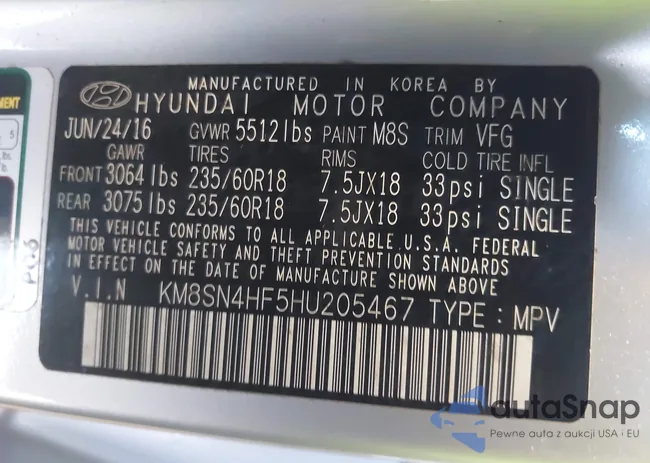 MANUFACTURED IN KOREA BY
HYUNDAI MOTOR COMPANY
JUN/24/16 GVWR 5512lbs PAINT M8S TRIM VFG
GAWR TIRES RIMS COLD TIRE INFL
FRONT 3064lbs 235/60R18 7.5JX18 33psi SINGLE
REAR 3075lbs 235/60R18 7.5JX18 33psi SINGLE
THIS VEHICLE CONFORMS TO ALL APPLICABLE U.S.A. FEDERAL
MOTOR VEHICLE SAFETY AND THEFT PREVENTION STANDARDS
IN EFFECT ON THE DATE OF MANUFACTURE SHOWN ABOVE
V.I.N KM8SN4HF5HU205467 TYPE : MPV
autaSnap
Pewne auta z aukcji USA i EU